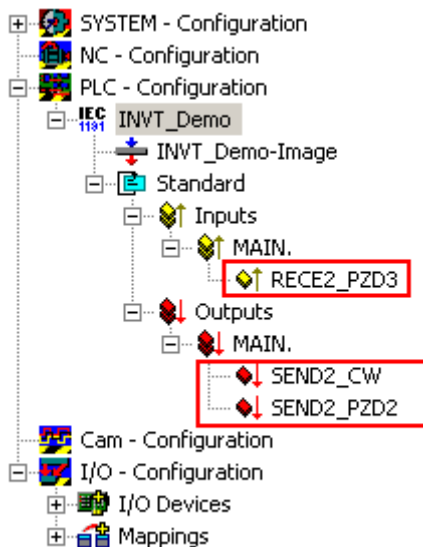 SYSTEM - Configuration
NC - Configuration
PLC - Configuration
IEC
1131
INVT_Demo
INVT_Demo-Image
Standard
Inputs
MAIN.
RECE2_PZD3
Outputs
MAIN.
SEND2_CW
SEND2_PZD2
Cam - Configuration
I/O - Configuration
I/O Devices
Mappings